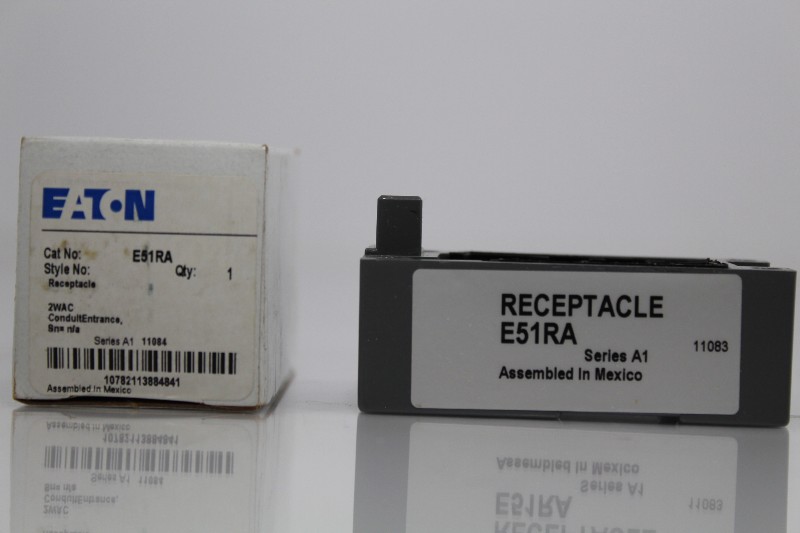 EATON
Cat No: E51RA
Style No: Qty: 1
Receptacle
2WAC
ConduitEntrance,
Sn= n/a
Series A1 11084
10782113884841
Assembled In Mexico
RECEPTACLE
E51RA
Series A1 11083
Assembled In Mexico